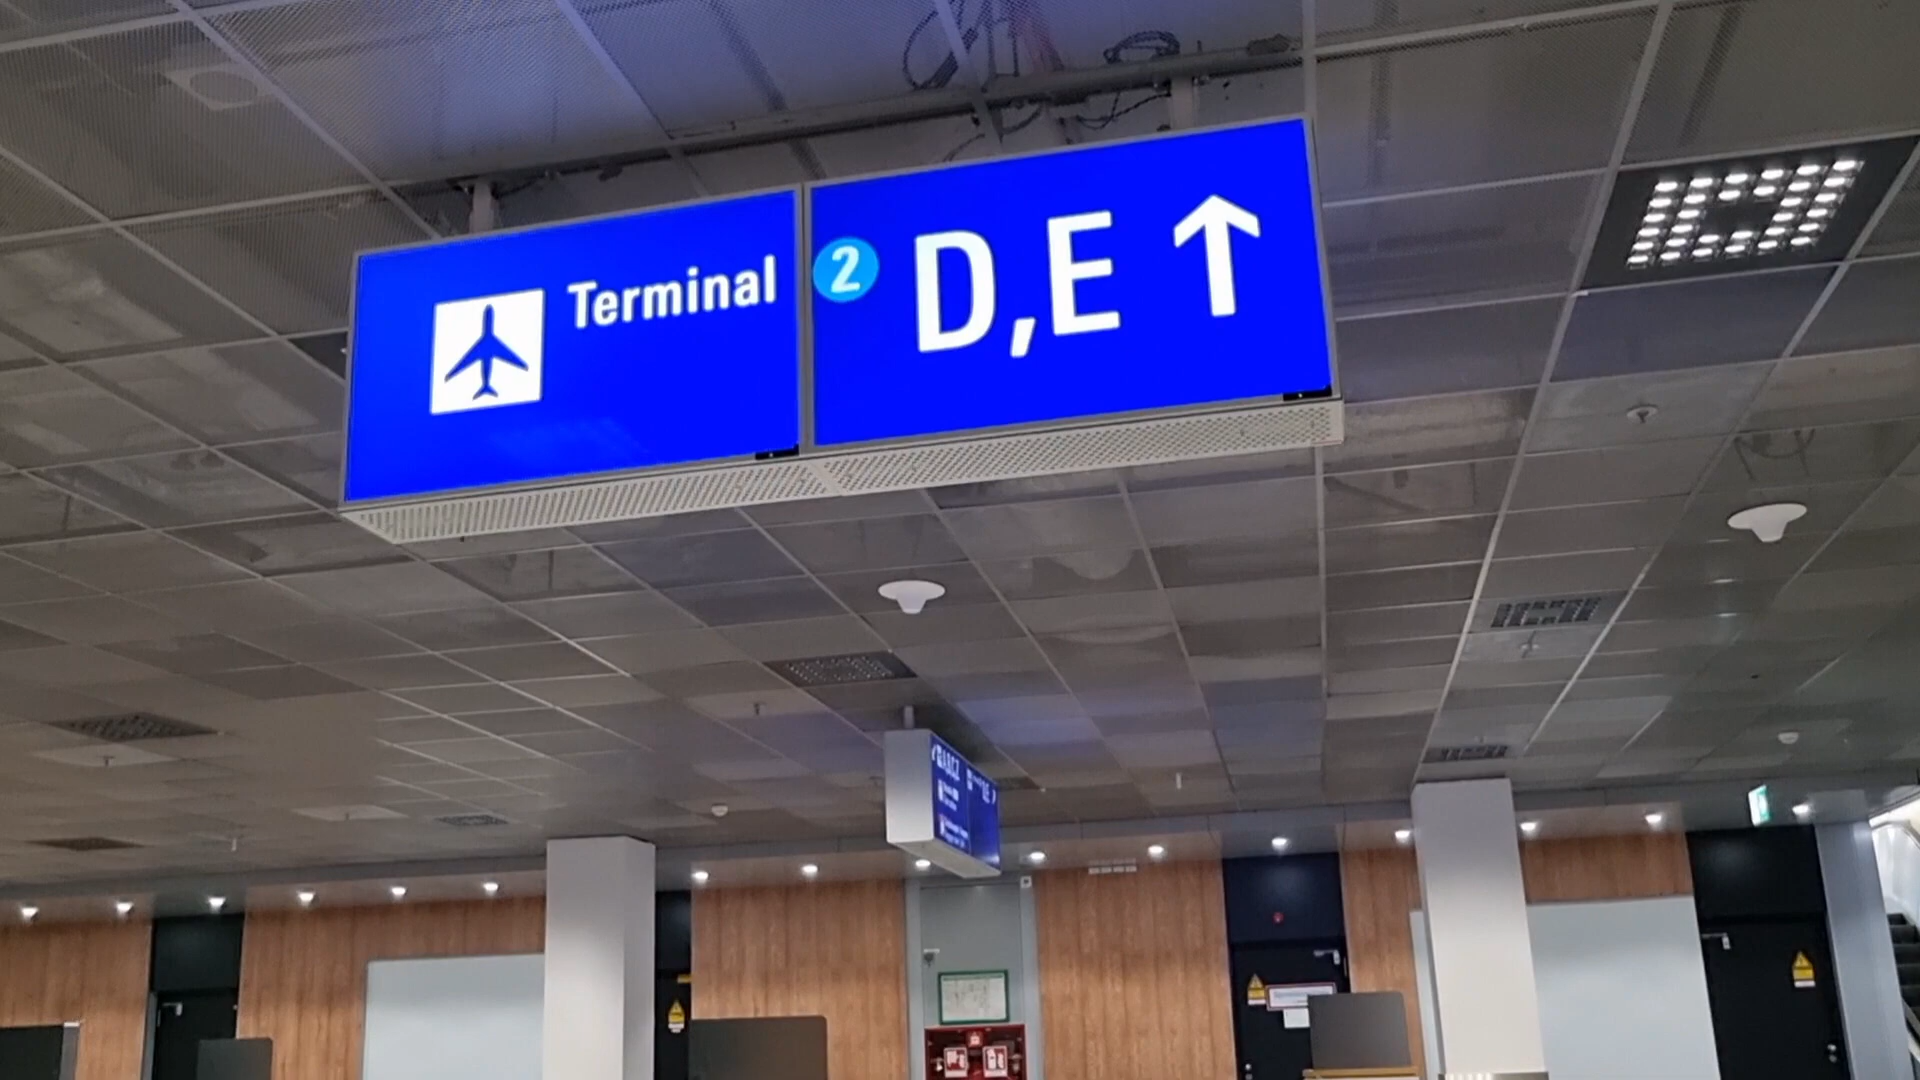 Terminal 2 D,E ↑